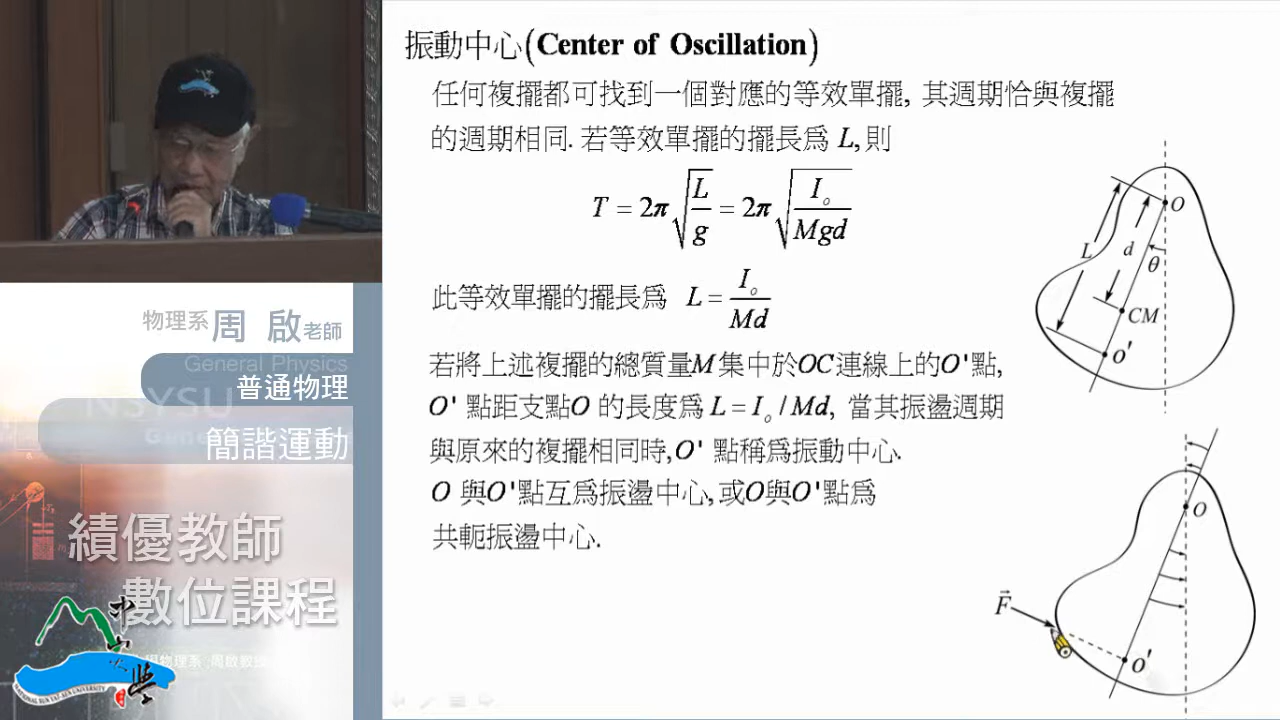 振動中心(Center of Oscillation)
任何複擺都可找到一個對應的等效單擺, 其週期恰與複擺
的週期相同. 若等效單擺的擺長為 L, 則
T = 2π√(L/g) = 2π√(I₀/Mgd)
此等效單擺的擺長為 L = I₀/Md
若將上述複擺的總質量M 集中於OC連線上的O'點,
O' 點距支點O 的長度為 L = I₀ / Md, 當其振盪週期
與原來的複擺相同時, O' 點稱為振動中心.
O 與O'點互為振盪中心, 或O與O'點為
共軛振盪中心.
O
L
d
θ
CM
O'
O
F⃗
O'
物理系 周 啟 老師
General Physics
普通物理
NSYSU
簡諧運動
績優教師
數位課程